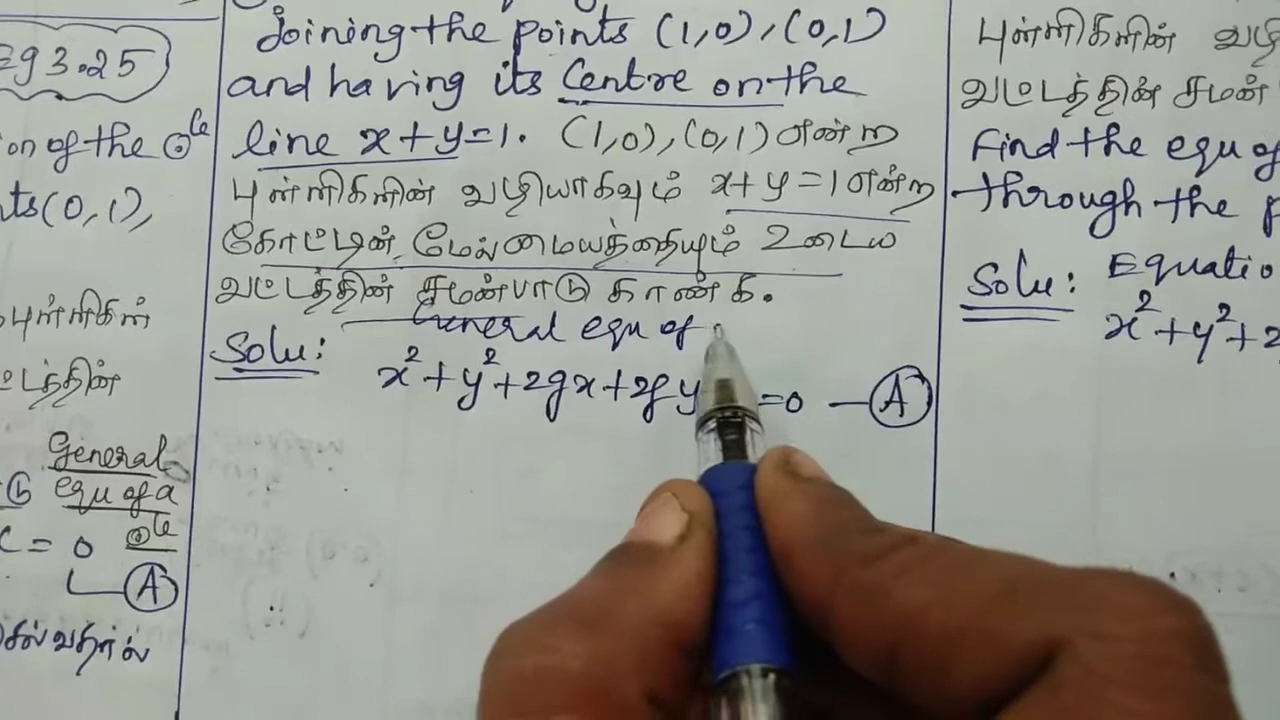 Eg 3.25
on of the
ts (0,1),
புள்ளிகள்
ட்டத்தின்
General
equ of a
C = 0
A
செல்வதால்
Joining the points (1,0), (0,1)
and having its Centre on the
line x + y = 1. (1,0), (0,1) என்ற
புள்ளிகளின் வழியாகவும் x + y = 1 என்ற
கோட்டின் மேல் மையத்தையும் உடைய
வட்டத்தின் சமன்பாடு காண்க.
General equ of
Solu:
x² + y² + 2gx + 2fy = 0 — A
புள்ளிகளின் வழி
வட்டத்தின் சமன்
Find the equ of
through the p
Solu: Equatio
x² + y² + 2